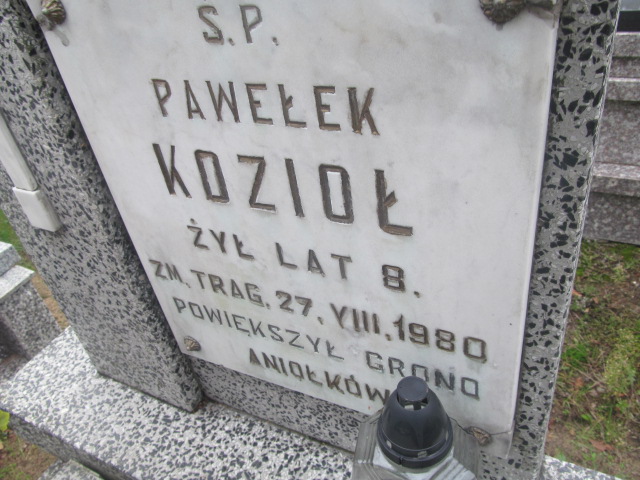 Ś.P.
PAWEŁEK
KOZIOŁ
ŻYŁ LAT 8.
ZM. TRAG. 27. VIII. 1980
POWIĘKSZYŁ GRONO
ANIOŁKÓW